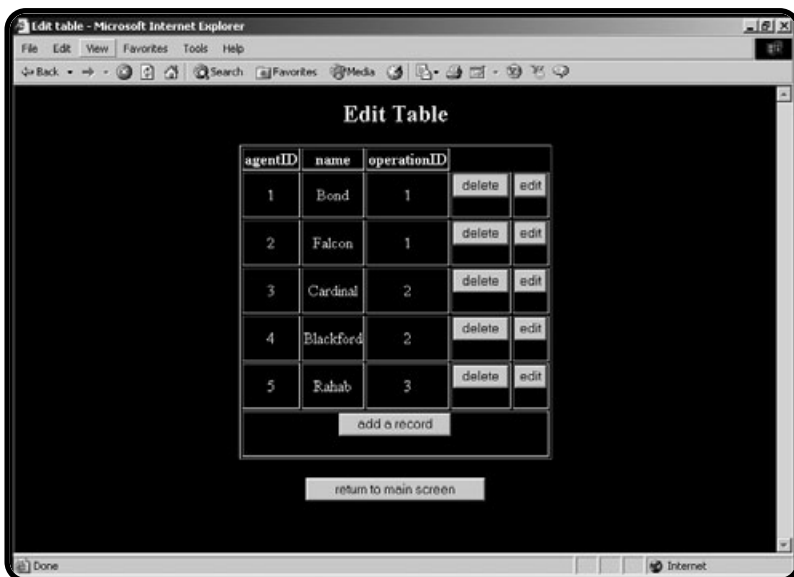 Edit table - Microsoft Internet Explorer
File Edit View Favorites Tools Help
Back Search Favorites Media
Edit Table
agentID name operationID
1 Bond 1 delete edit
2 Falcon 1 delete edit
3 Cardinal 2 delete edit
4 Blackford 2 delete edit
5 Rahab 3 delete edit
add a record
return to main screen
Done Internet